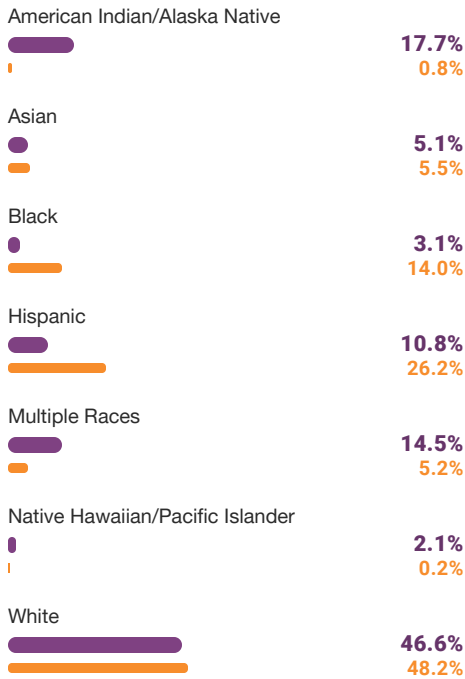 American Indian/Alaska Native
17.7%
0.8%
Asian
5.1%
5.5%
Black
3.1%
14.0%
Hispanic
10.8%
26.2%
Multiple Races
14.5%
5.2%
Native Hawaiian/Pacific Islander
2.1%
0.2%
White
46.6%
48.2%